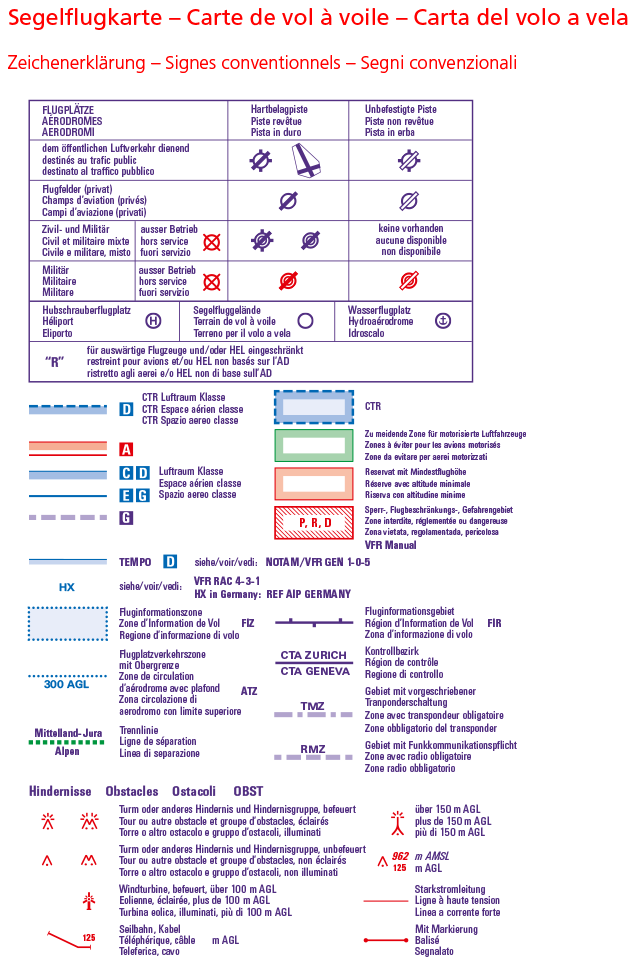 Segelflugkarte – Carte de vol à voile – Carta del volo a vela
Zeichenerklärung – Signes conventionnels – Segni convenzionali
FLUGPLÄTZE
AÉRODROMES
AERODROMI
Hartbelagpiste
Piste revêtue
Pista in duro
Unbefestigte Piste
Piste non revêtue
Pista in erba
dem öffentlichen Luftverkehr dienend
destinés au trafic public
destinato al traffico pubblico
Flugfelder (privat)
Champs d'aviation (privés)
Campi d'aviazione (privati)
Zivil- und Militär
Civil et militaire mixte
Civile e militare, misto
ausser Betrieb
hors service
fuori servizio
keine vorhanden
aucune disponible
non disponibile
Militär
Militaire
Militare
ausser Betrieb
hors service
fuori servizio
Hubschrauberflugplatz
Héliport
Eliporto
H
Segelfluggelände
Terrain de vol à voile
Terreno per il volo a vela
Wasserflugplatz
Hydroaérodrome
Idroscalo
"R"
für auswärtige Flugzeuge und/oder HEL eingeschränkt
restreint pour avions et/ou HEL non basés sur l'AD
ristretto agli aerei e/o HEL non di base sull'AD
D
CTR Luftraum Klasse
CTR Espace aérien classe
CTR Spazio aereo classe
CTR
A
Zu meidende Zone für motorisierte Luftfahrzeuge
Zones à éviter pour les avions motorisés
Zone da evitare per aerei motorizzati
C D
E G
Luftraum Klasse
Espace aérien classe
Spazio aereo classe
Reservat mit Mindestflughöhe
Réserve avec altitude minimale
Riserva con altitudine minime
G
P, R, D
Sperr-, Flugbeschränkungs-, Gefahrengebiet
Zone interdite, réglementée ou dangereuse
Zona vietata, regolamentada, pericolosa
VFR Manual
TEMPO D siehe/voir/vedi: NOTAM/VFR GEN 1-0-5
HX siehe/voir/vedi: VFR RAC 4-3-1
HX in Germany: REF AIP GERMANY
Fluginformationszone
Zone d'Information de Vol FIZ
Regione d'informazione di volo
Fluginformationsgebiet
Région d'Information de Vol FIR
Zona d'informazione di volo
300 AGL
Flugplatzverkehrszone
mit Obergrenze
Zone de circulation
d'aérodrome avec plafond ATZ
Zona circolazione di
aerodromo con limite superiore
CTA ZURICH
CTA GENEVA
Kontrollbezirk
Région de contrôle
Regione di controllo
TMZ
Gebiet mit vorgeschriebener
Tranponderschaltung
Zone avec transpondeur obligatoire
Zone obbligatorio del transponder
Mittelland-Jura
Alpen
Trennlinie
Ligne de séparation
Linea di separazione
RMZ
Gebiet mit Funkkommunikationspflicht
Zone avec radio obligatoire
Zone radio obbligatorio
Hindernisse Obstacles Ostacoli OBST
Turm oder anderes Hindernis und Hindernisgruppe, befeuert
Tour ou autre obstacle et groupe d'obstacles, éclairés
Torre o altro ostacolo e gruppo d'ostacoli, illuminati
über 150 m AGL
plus de 150 m AGL
più di 150 m AGL
Turm oder anderes Hindernis und Hindernisgruppe, unbefeuert
Tour ou autre obstacle et groupe d'obstacles, non éclairés
Torre o altro ostacolo e gruppo d'ostacoli, non illuminati
962 m AMSL
125 m AGL
Windturbine, befeuert, über 100 m AGL
Eolienne, éclairée, plus de 100 m AGL
Turbina eolica, illuminati, più di 100 m AGL
Starkstromleitung
Ligne à haute tension
Linea a corrente forte
125
Seilbahn, Kabel
Téléphérique, câble m AGL
Teleferica, cavo
Mit Markierung
Balisé
Segnalato